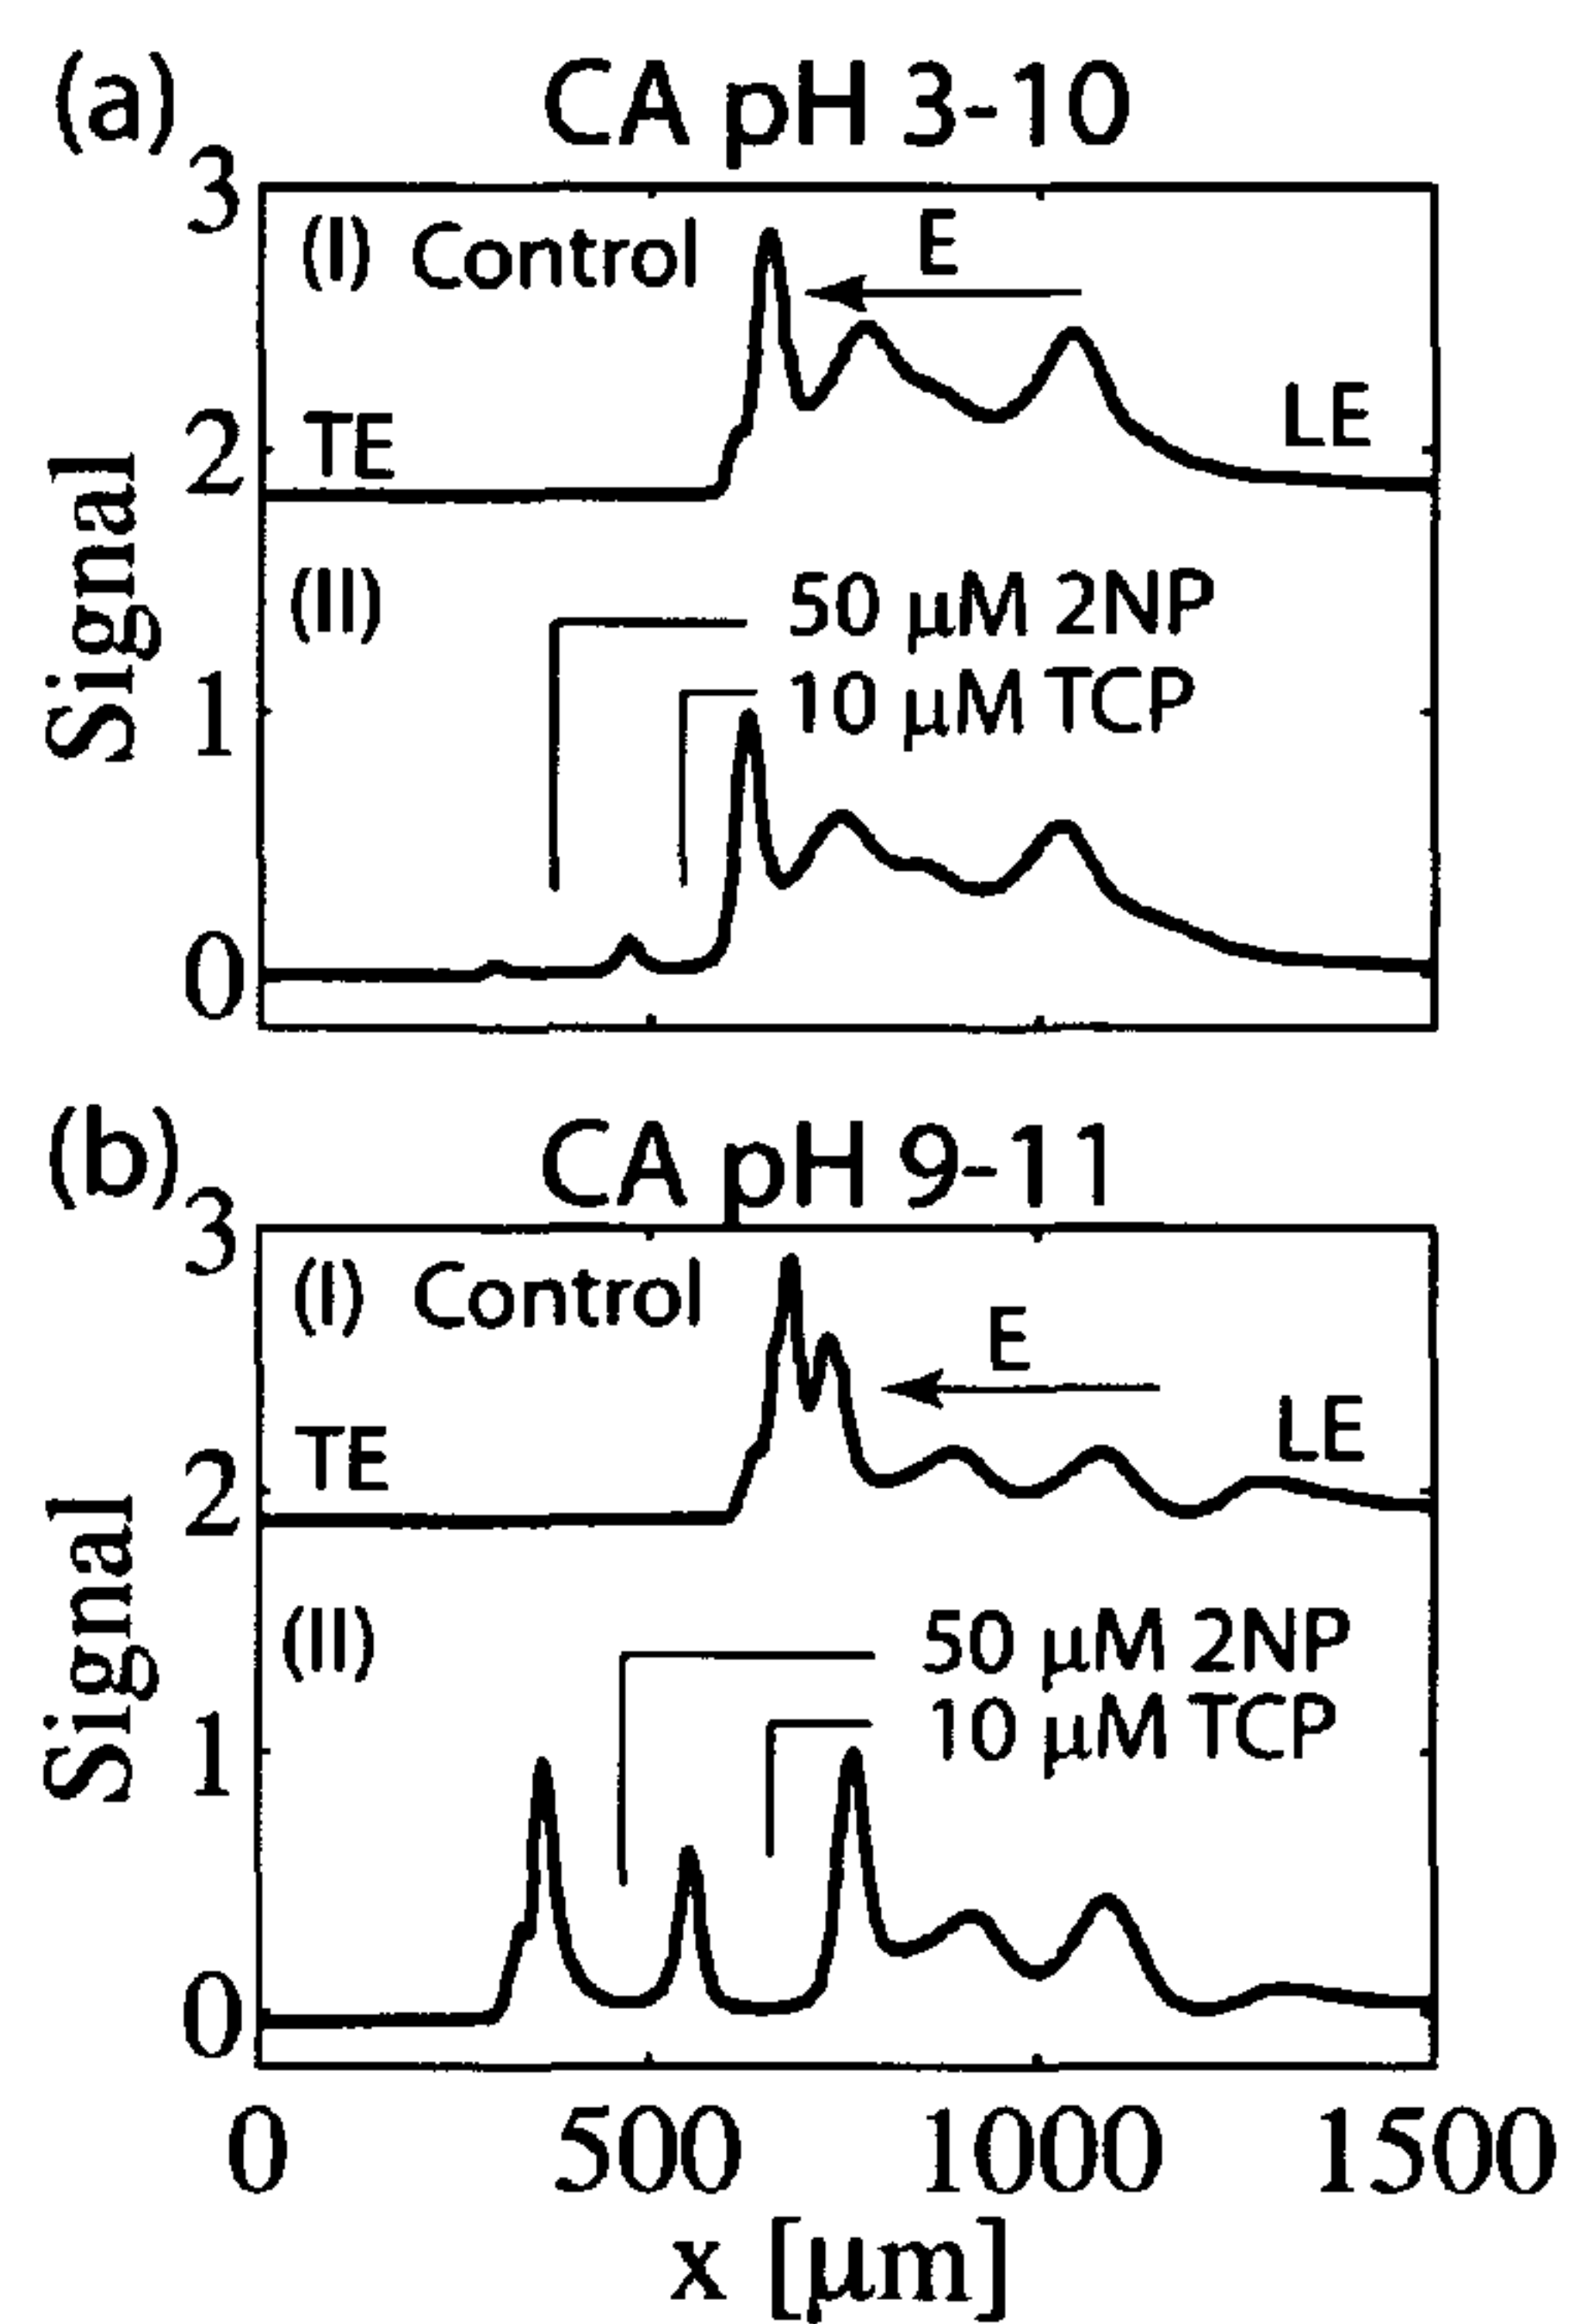 (a) CA pH 3-10
3
(I) Control
E
TE
LE
2
Signal
(II)
50 μM 2NP
1
10 μM TCP
0
(b) CA pH 9-11
3
(I) Control
E
TE
LE
2
Signal
(II)
50 μM 2NP
1
10 μM TCP
0
0 500 1000 1500
x [μm]